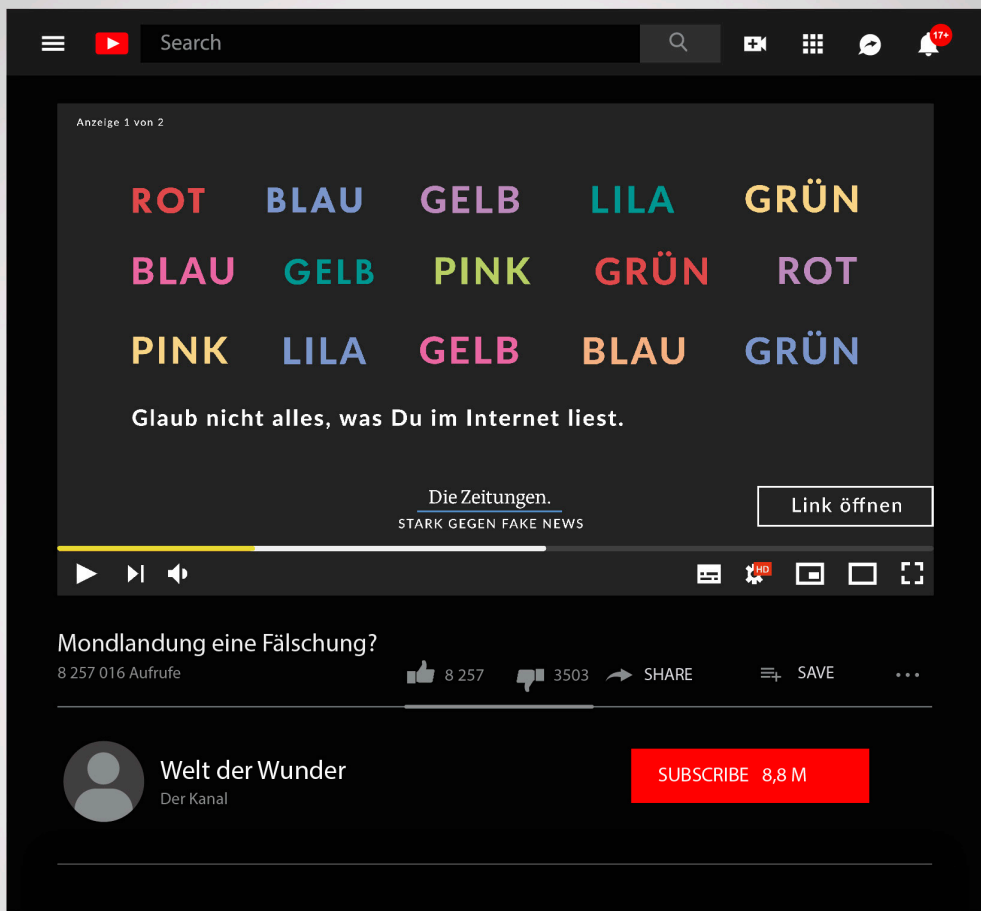 Search
17+
Anzeige 1 von 2
ROT BLAU GELB LILA GRÜN
BLAU GELB PINK GRÜN ROT
PINK LILA GELB BLAU GRÜN
Glaub nicht alles, was Du im Internet liest.
Die Zeitungen.
STARK GEGEN FAKE NEWS
Link öffnen
HD
Mondlandung eine Fälschung?
8 257 016 Aufrufe
8 257 3503 SHARE SAVE
Welt der Wunder
Der Kanal
SUBSCRIBE 8,8 M